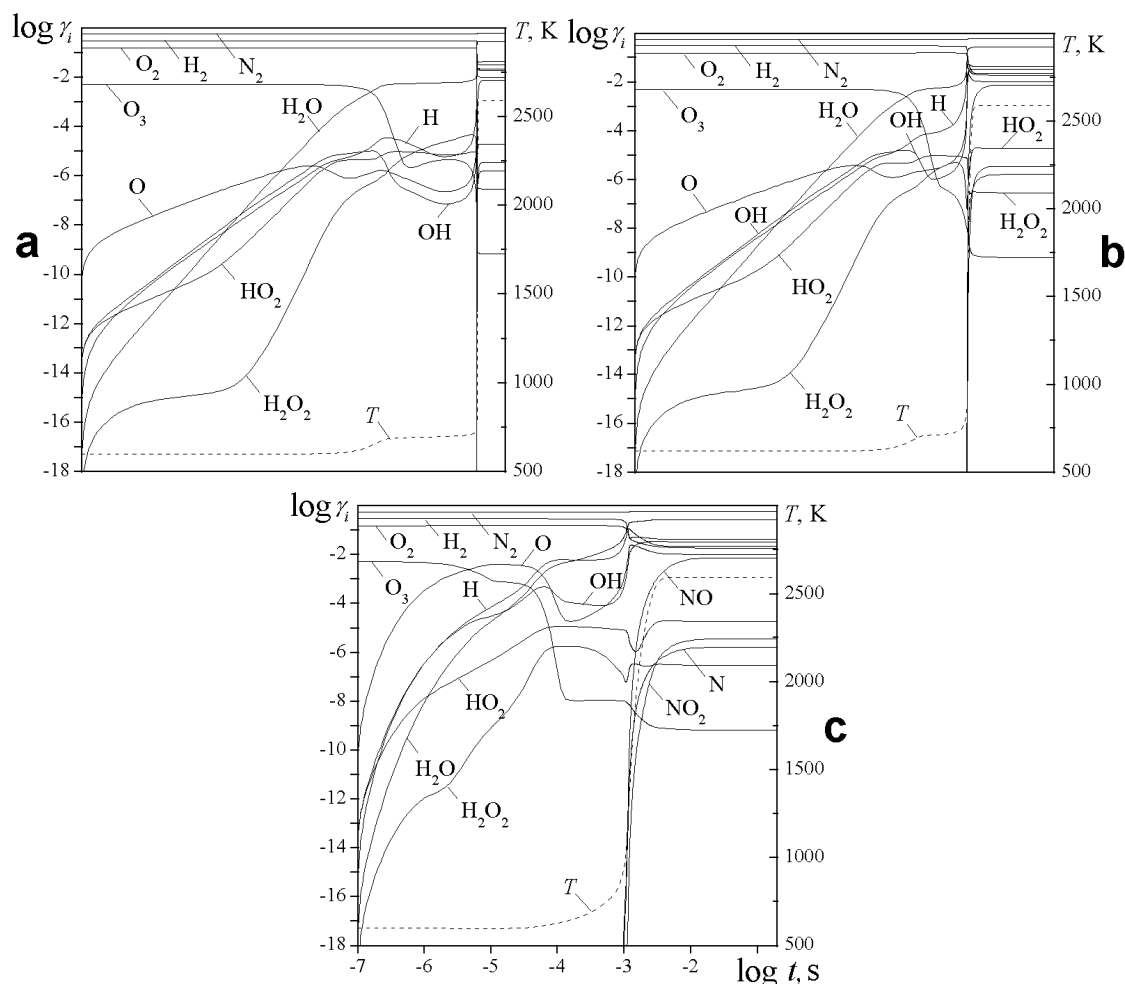 log γi T, K
O2 H2 N2
-2
O3
H2O
H
2500
-4
-6
O
2000
-8
OH
a
-10
HO2
1500
-12
-14
1000
H2O2
-16
T
-18
500
log γi T, K
O2 H2 N2
-2
O3
H2O
OH
H
2500
HO2
-4
-6
O
2000
-8
OH
H2O2
b
-10
HO2
1500
-12
-14
1000
H2O2
-16
T
-18
500
log γi T, K
O2 H2 N2 O
-2
O3
H
OH
NO
2500
-4
-6
N
2000
-8
HO2
NO2
c
-10
H2O
1500
-12
H2O2
-14
1000
-16
T
-18
500
-7 -6 -5 -4 -3 -2
log t, s